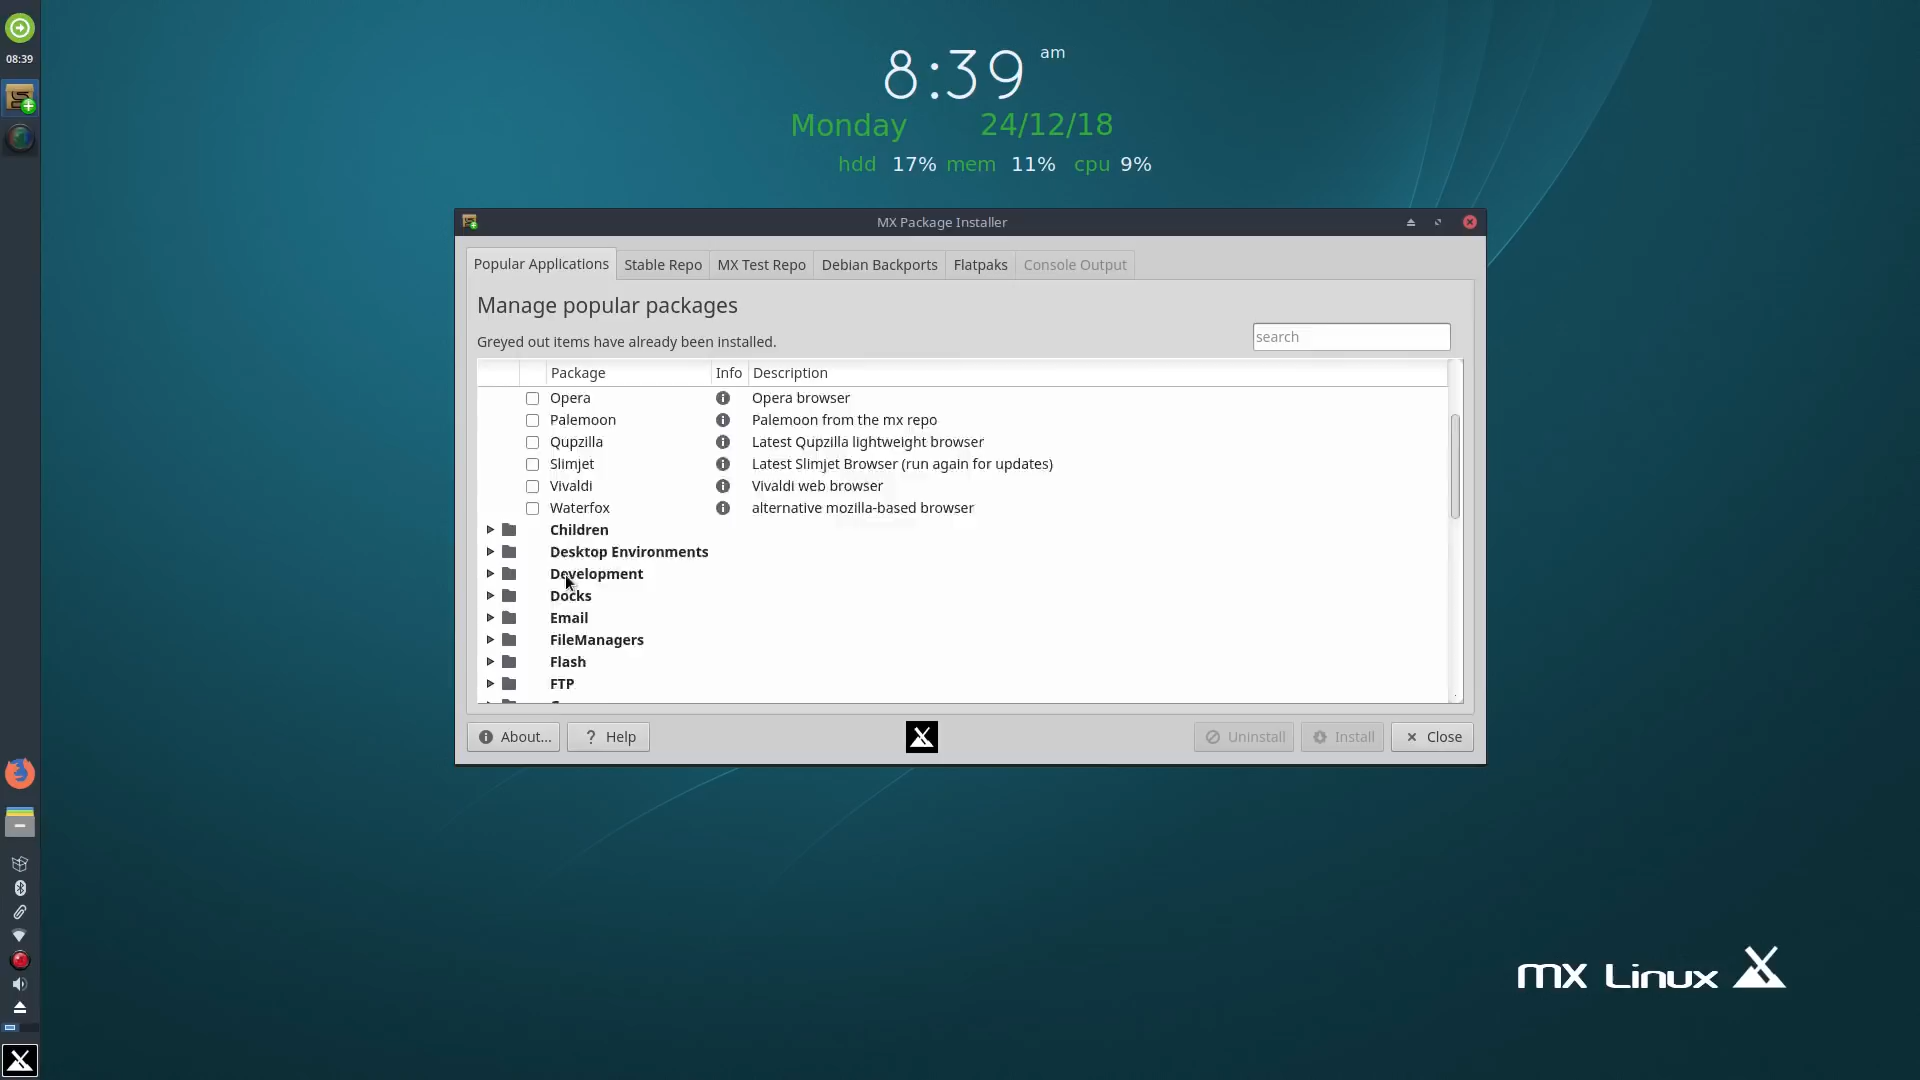 08:39
8:39 am
Monday 24/12/18
hdd 17% mem 11% cpu 9%
MX Package Installer
Popular Applications Stable Repo MX Test Repo Debian Backports Flatpaks Console Output
Manage popular packages
Greyed out items have already been installed.
search
Package Info Description
Opera Opera browser
Palemoon Palemoon from the mx repo
Qupzilla Latest Qupzilla lightweight browser
Slimjet Latest Slimjet Browser (run again for updates)
Vivaldi Vivaldi web browser
Waterfox alternative mozilla-based browser
Children
Desktop Environments
Development
Docks
Email
FileManagers
Flash
FTP
About... ? Help Uninstall Install Close
mx Linux